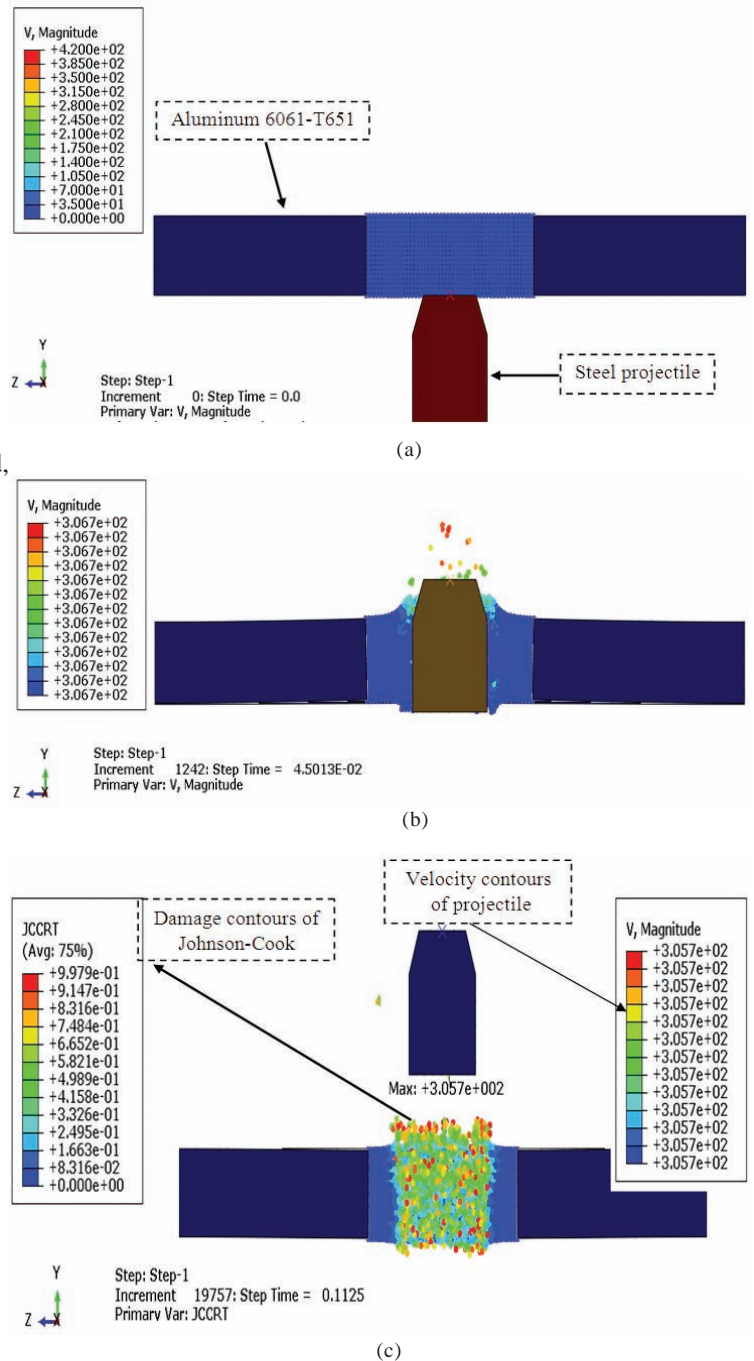 V, Magnitude
+4.200e+02
+3.850e+02
+3.500e+02
+3.150e+02
+2.800e+02
+2.450e+02
+2.100e+02
+1.750e+02
+1.400e+02
+1.050e+02
+7.000e+01
+3.500e+01
+0.000e+00
Aluminum 6061-T651
Steel projectile
Y
Z
X
Step: Step-1
Increment 0: Step Time = 0.0
Primary Var: V, Magnitude
(a)
l,
V, Magnitude
+3.067e+02
+3.067e+02
+3.067e+02
+3.067e+02
+3.067e+02
+3.067e+02
+3.067e+02
+3.067e+02
+3.067e+02
+3.067e+02
+3.067e+02
+3.067e+02
+3.067e+02
Y
Z
X
Step: Step-1
Increment 1242: Step Time = 4.5013E-02
Primary Var: V, Magnitude
(b)
JCCRT
(Avg: 75%)
+9.979e-01
+9.147e-01
+8.316e-01
+7.484e-01
+6.652e-01
+5.821e-01
+4.989e-01
+4.158e-01
+3.326e-01
+2.495e-01
+1.663e-01
+8.316e-02
+0.000e+00
Damage contours of
Johnson-Cook
Velocity contours
of projectile
V, Magnitude
+3.057e+02
+3.057e+02
+3.057e+02
+3.057e+02
+3.057e+02
+3.057e+02
+3.057e+02
+3.057e+02
+3.057e+02
+3.057e+02
+3.057e+02
+3.057e+02
+3.057e+02
Max: +3.057e+002
Y
Z
X
Step: Step-1
Increment 19757: Step Time = 0.1125
Primary Var: JCCRT
(c)